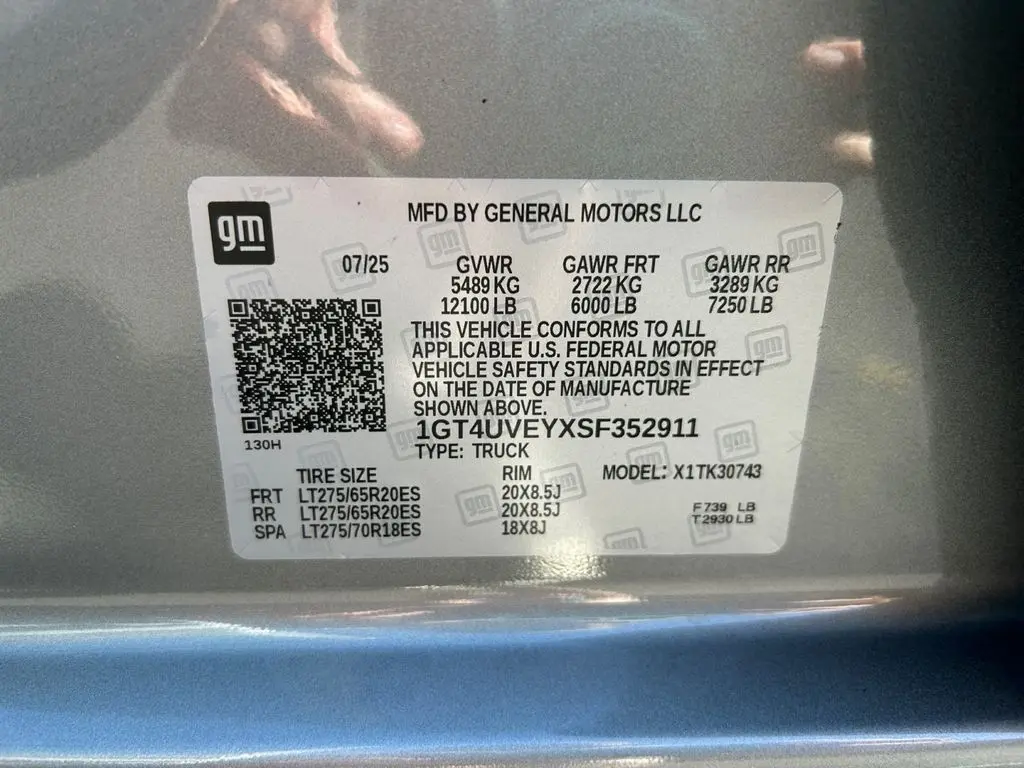 gm
MFD BY GENERAL MOTORS LLC
07/25 GVWR GAWR FRT GAWR RR
5489 KG 2722 KG 3289 KG
12100 LB 6000 LB 7250 LB
THIS VEHICLE CONFORMS TO ALL
APPLICABLE U.S. FEDERAL MOTOR
VEHICLE SAFETY STANDARDS IN EFFECT
ON THE DATE OF MANUFACTURE
SHOWN ABOVE.
130H
1GT4UVEYXSF352911
TYPE: TRUCK
TIRE SIZE RIM MODEL: X1TK30743
FRT LT275/65R20ES 20X8.5J
RR LT275/65R20ES 20X8.5J F739 LB
SPA LT275/70R18ES 18X8J T2930 LB